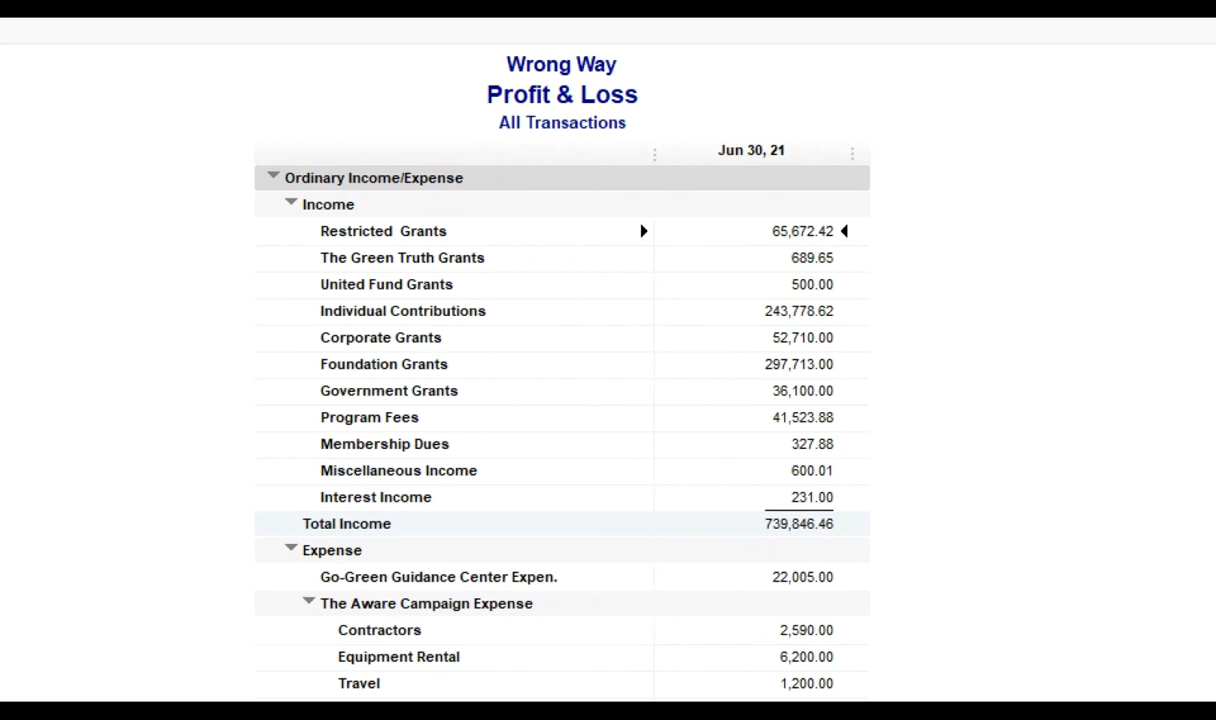 Wrong Way
Profit & Loss
All Transactions
Jun 30, 21
Ordinary Income/Expense
Income
Restricted Grants 65,672.42
The Green Truth Grants 689.65
United Fund Grants 500.00
Individual Contributions 243,778.62
Corporate Grants 52,710.00
Foundation Grants 297,713.00
Government Grants 36,100.00
Program Fees 41,523.88
Membership Dues 327.88
Miscellaneous Income 600.01
Interest Income 231.00
Total Income 739,846.46
Expense
Go-Green Guidance Center Expen. 22,005.00
The Aware Campaign Expense
Contractors 2,590.00
Equipment Rental 6,200.00
Travel 1,200.00